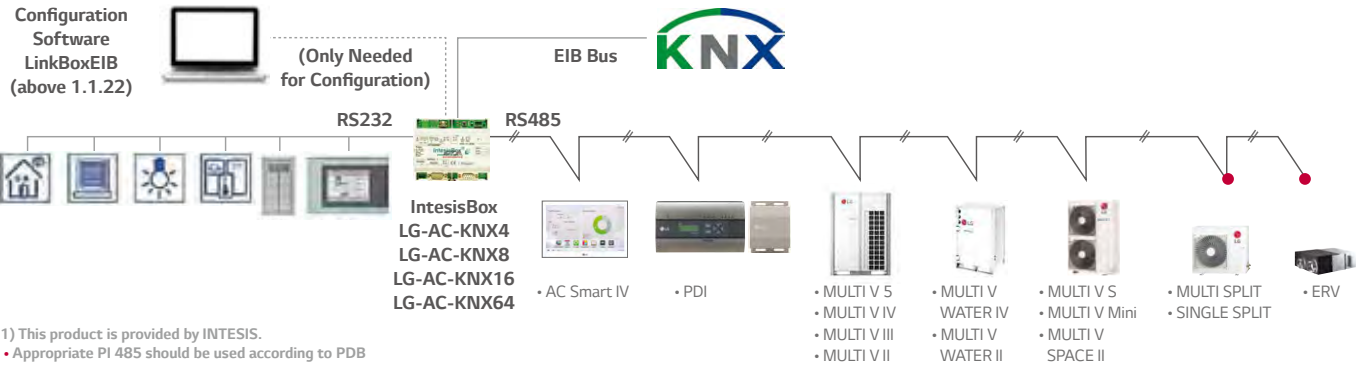 Configuration
Software
LinkBoxEIB
(above 1.1.22)
(Only Needed
for Configuration)
EIB Bus
KNX
RS232
RS485
IntesisBox
LG-AC-KNX4
LG-AC-KNX8
LG-AC-KNX16
LG-AC-KNX64
• AC Smart IV
• PDI
• MULTI V 5
• MULTI V IV
• MULTI V III
• MULTI V II
• MULTI V
WATER IV
• MULTI V
WATER II
• MULTI V S
• MULTI V Mini
• MULTI V
SPACE II
• MULTI SPLIT
• SINGLE SPLIT
• ERV
1) This product is provided by INTESIS.
• Appropriate PI 485 should be used according to PDB